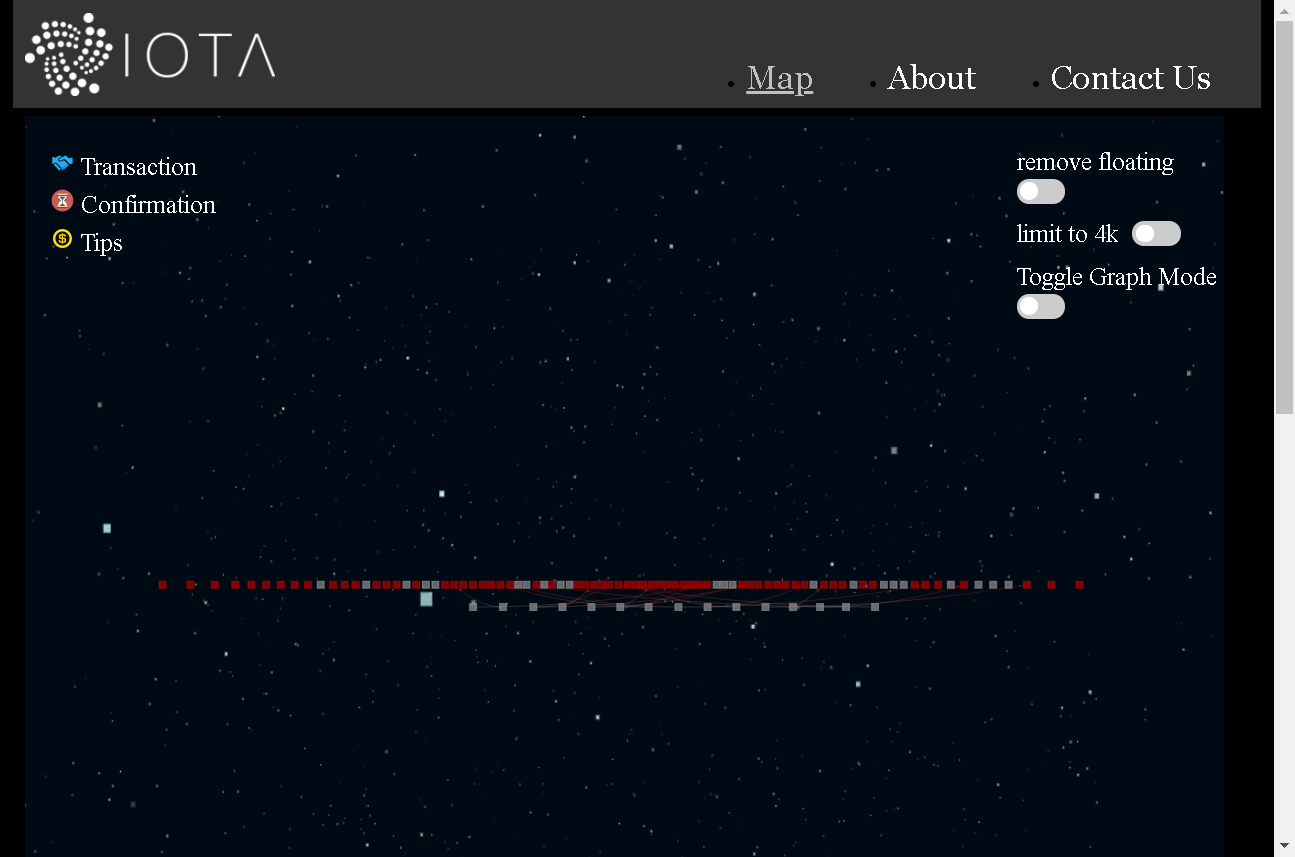 IOTA
Map
About
Contact Us
Transaction
Confirmation
Tips
remove floating
limit to 4k
Toggle Graph Mode